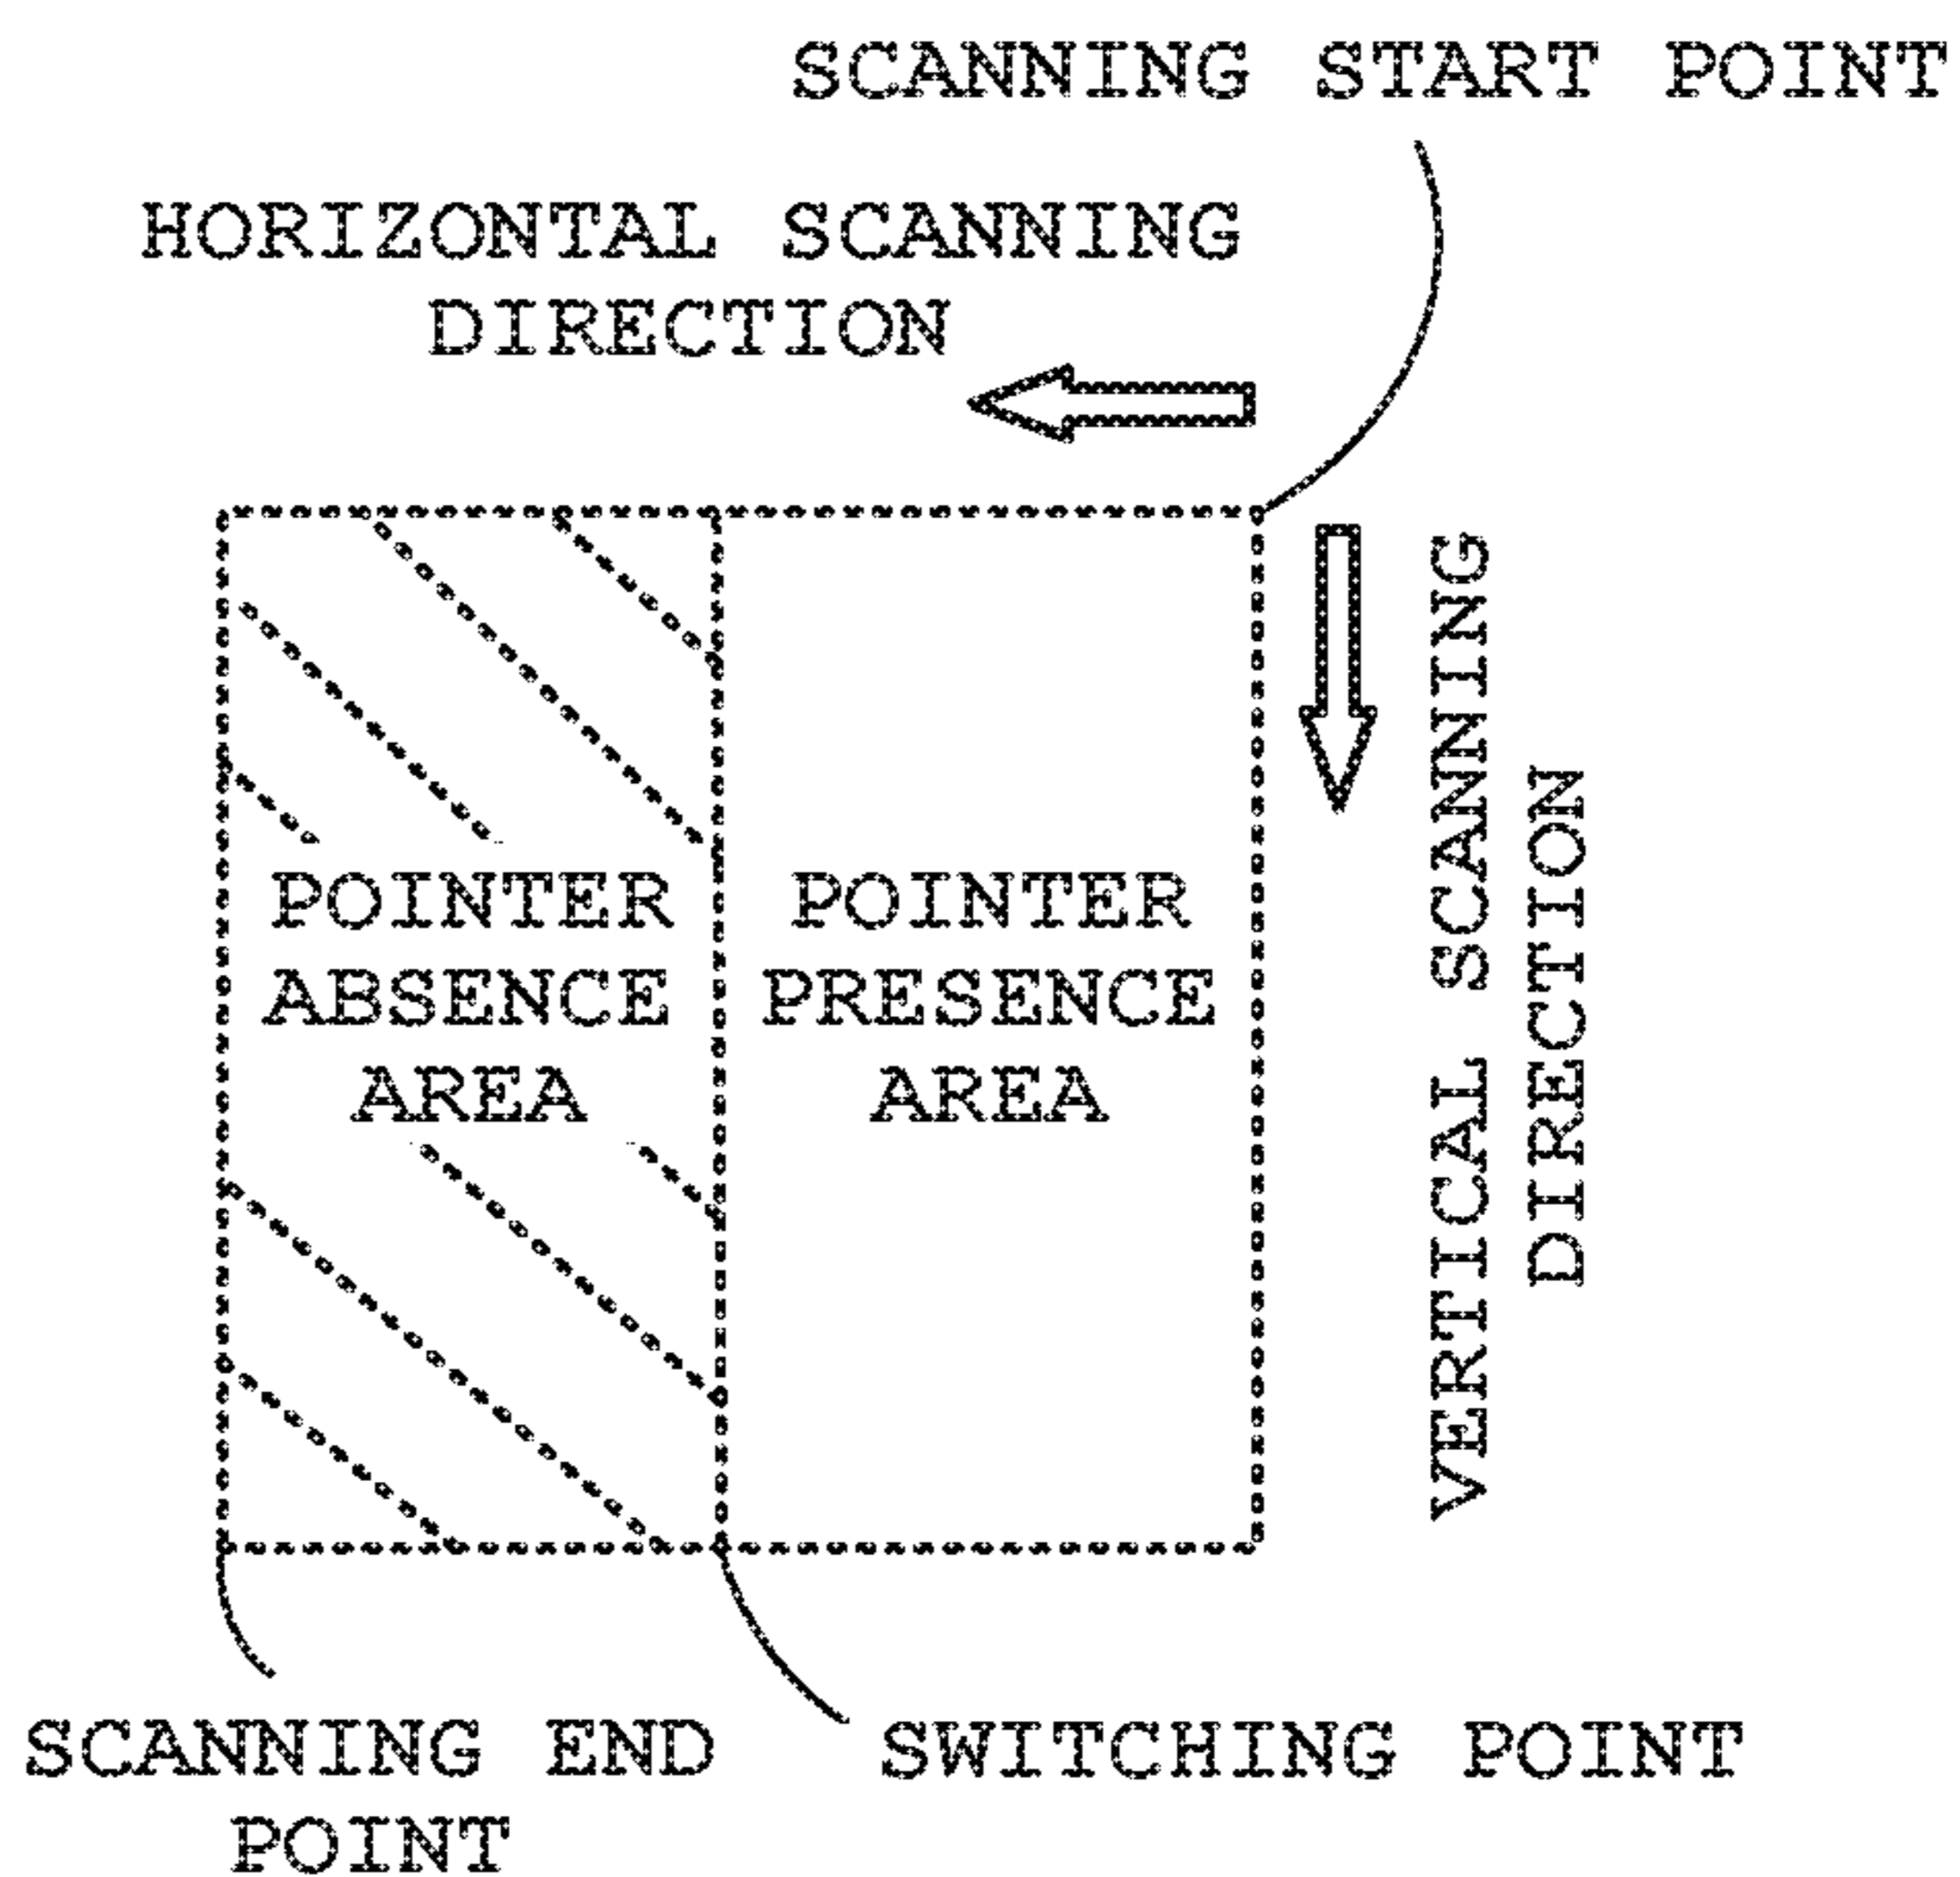 SCANNING START POINT
HORIZONTAL SCANNING
DIRECTION
VERTICAL SCANNING
DIRECTION
POINTER
ABSENCE
AREA
POINTER
PRESENCE
AREA
SCANNING END
POINT
SWITCHING POINT